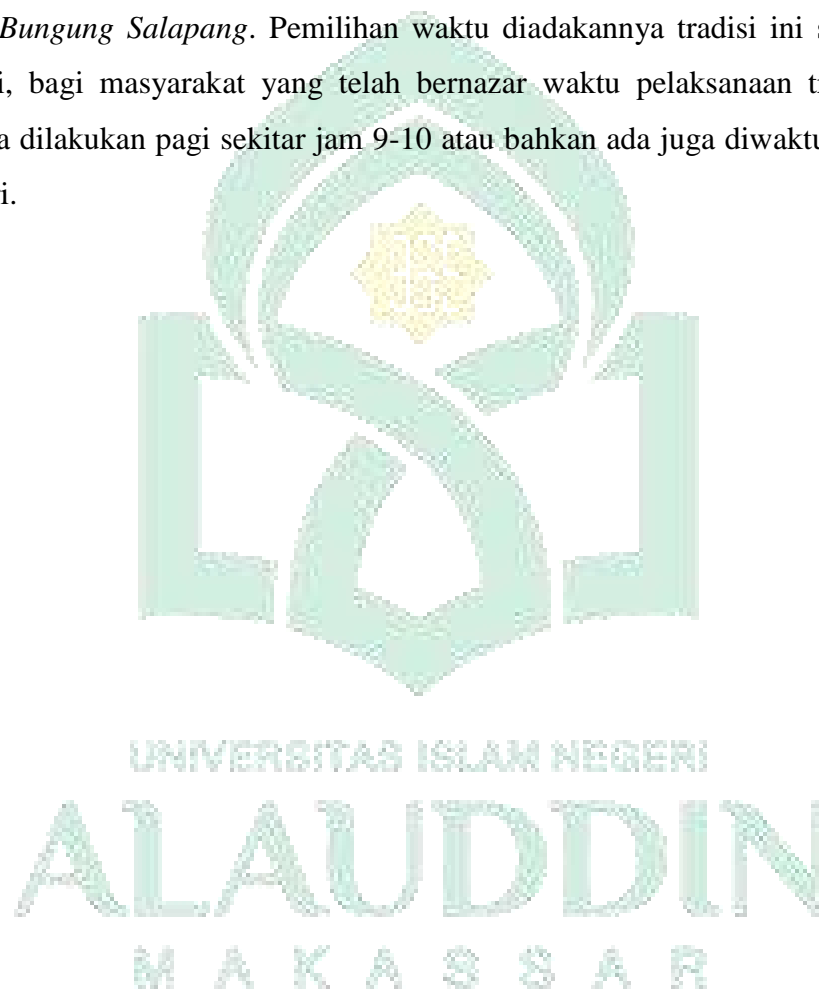 Bungung Salapang. Pemilihan waktu diadakannya tradisi ini
i, bagi masyarakat yang telah bernazar waktu pelaksanaan
a dilakukan pagi sekitar jam 9-10 atau bahkan ada juga diwaktu
i.
UNIVERSITAS ISLAM NEGERI
ALAUDDIN
MAKASSAR